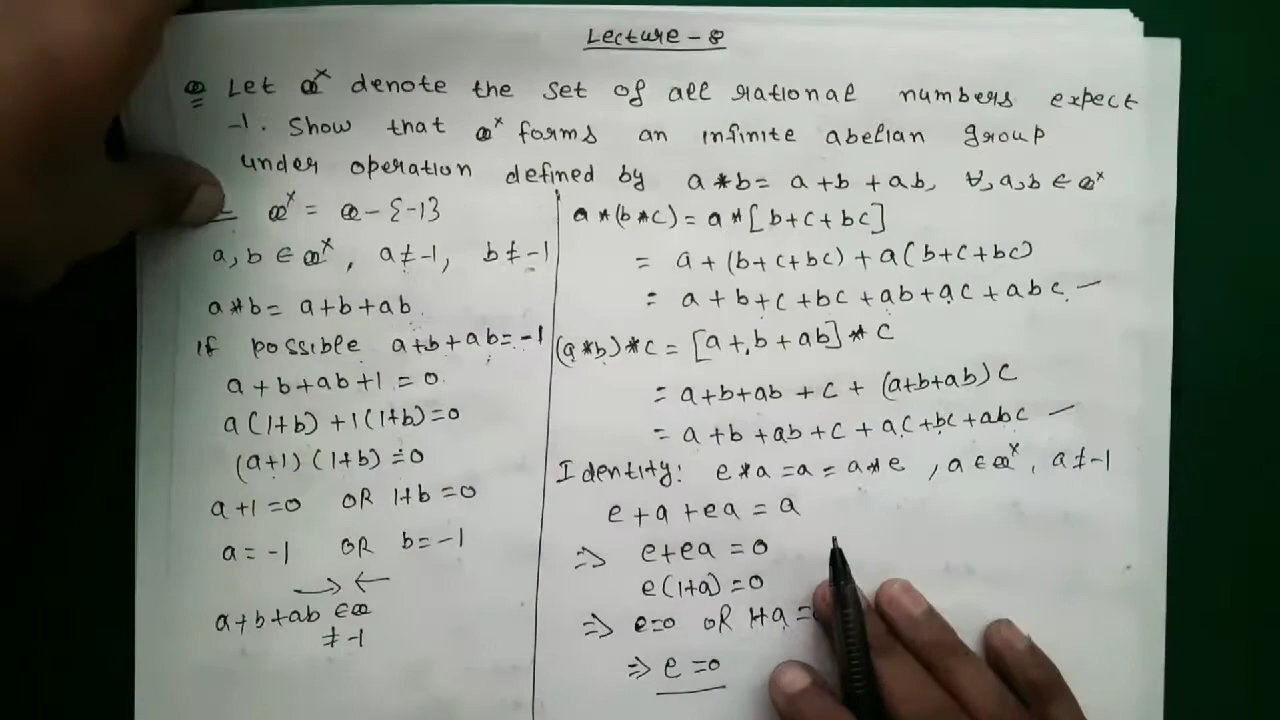 Lecture - 8
Q Let Q^x denote the set of all rational numbers expect
-1. Show that Q^x forms an infinite abelian group
under operation defined by a*b = a+b+ab, ∀, a,b ∈ Q^x
Q^x = Q - {-1}
a,b ∈ Q^x, a≠-1, b≠-1
a*b = a+b+ab
If possible a+b+ab=-1
a+b+ab+1 = 0
a(1+b)+1(1+b)=0
(a+1)(1+b)=0
a+1=0 OR 1+b=0
a=-1 OR b=-1
→←
a+b+ab ∈Q
≠-1
a*(b*c) = a*[b+c+bc]
= a+(b+c+bc)+a(b+c+bc)
= a+b+c+bc+ab+ac+abc -
(a*b)*c = [a+b+ab]*c
= a+b+ab+c+(a+b+ab)c
= a+b+ab+c+ac+bc+abc -
Identity: e*a=a=a*e, a∈Q^x, a≠-1
e+a+ea = a
⇒ e+ea=0
e(1+a)=0
⇒ e=0 OR 1+a=
⇒ e=0